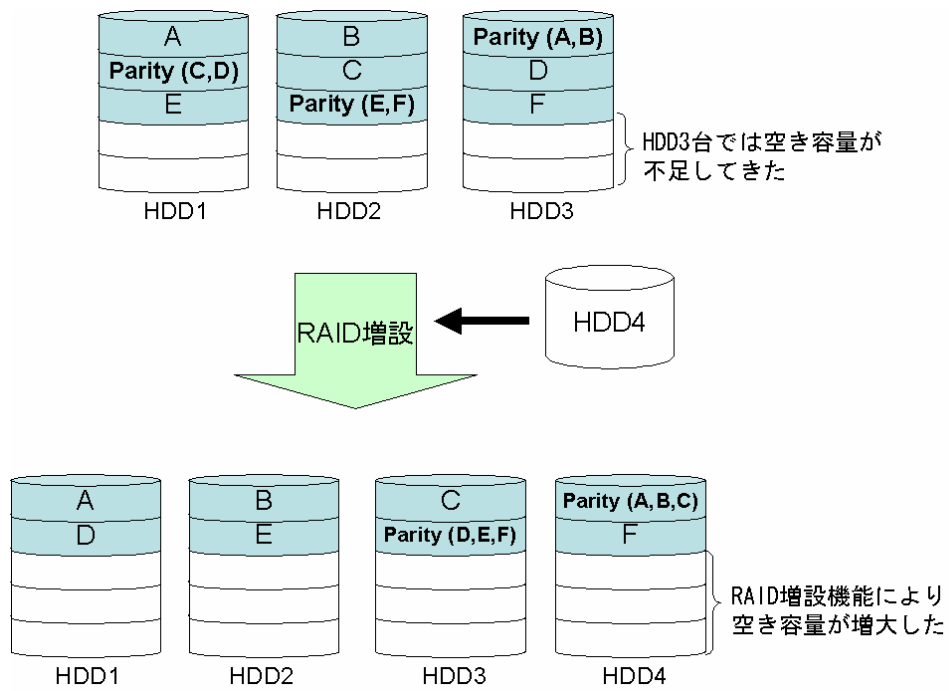 A
B
Parity (A,B)
Parity (C,D)
C
D
E
Parity (E,F)
F
HDD3台では空き容量が
不足してきた
HDD1
HDD2
HDD3
RAID増設
HDD4
A
B
C
Parity (A,B,C)
D
E
Parity (D,E,F)
F
RAID増設機能により
空き容量が増大した
HDD1
HDD2
HDD3
HDD4